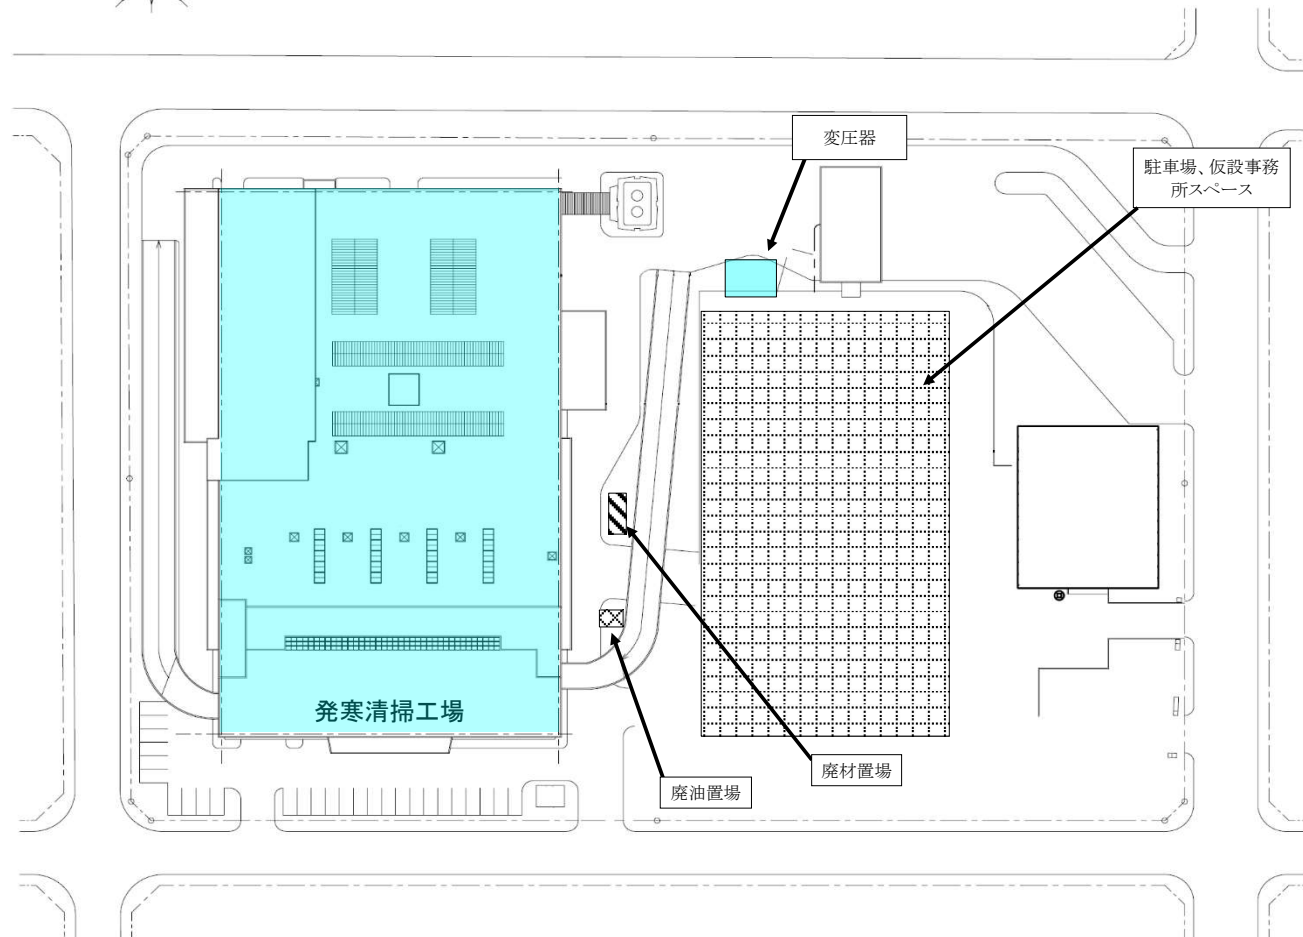 変圧器
駐車場、仮設事務
所スペース
発寒清掃工場
廃材置場
廃油置場